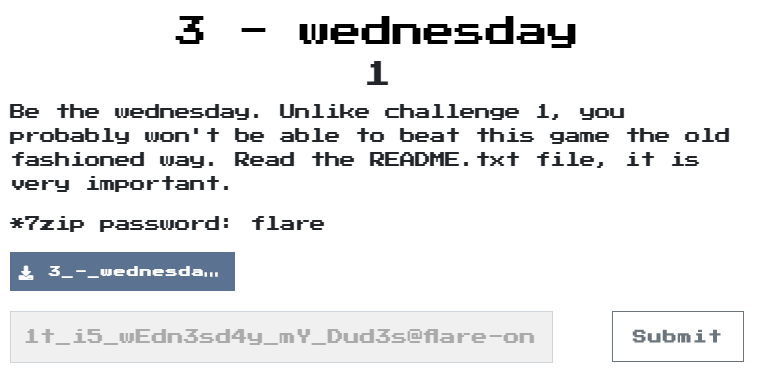 3 - wednesday
1
Be the wednesday. Unlike challenge 1, you
probably won't be able to beat this game the old
fashioned way. Read the README.txt file, it is
very important.
*7zip password: flare
3_-_wednesda...
1t_i5_wEdn3sd4y_mY_Dud3s@flare-on
Submit